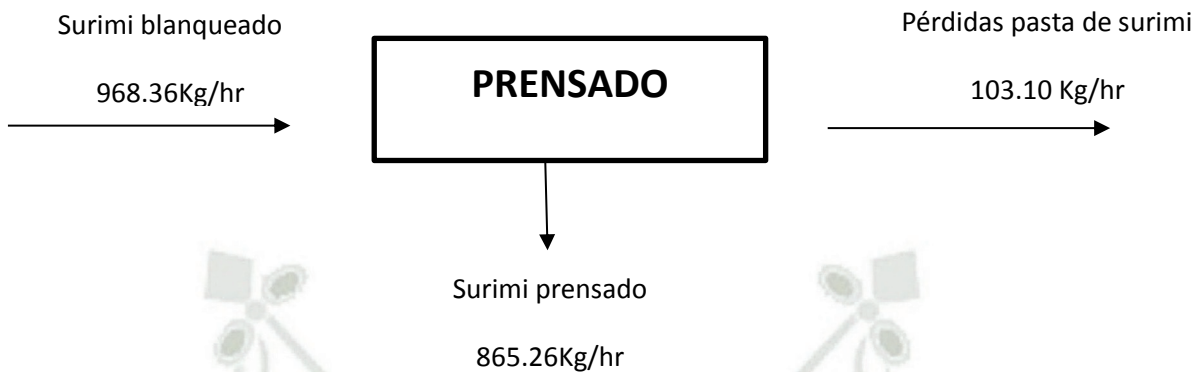 Surimi blanqueado
968.36Kg/hr
PRENSADO
Pérdidas pasta de surimi
103.10 Kg/hr
Surimi prensado
865.26Kg/hr